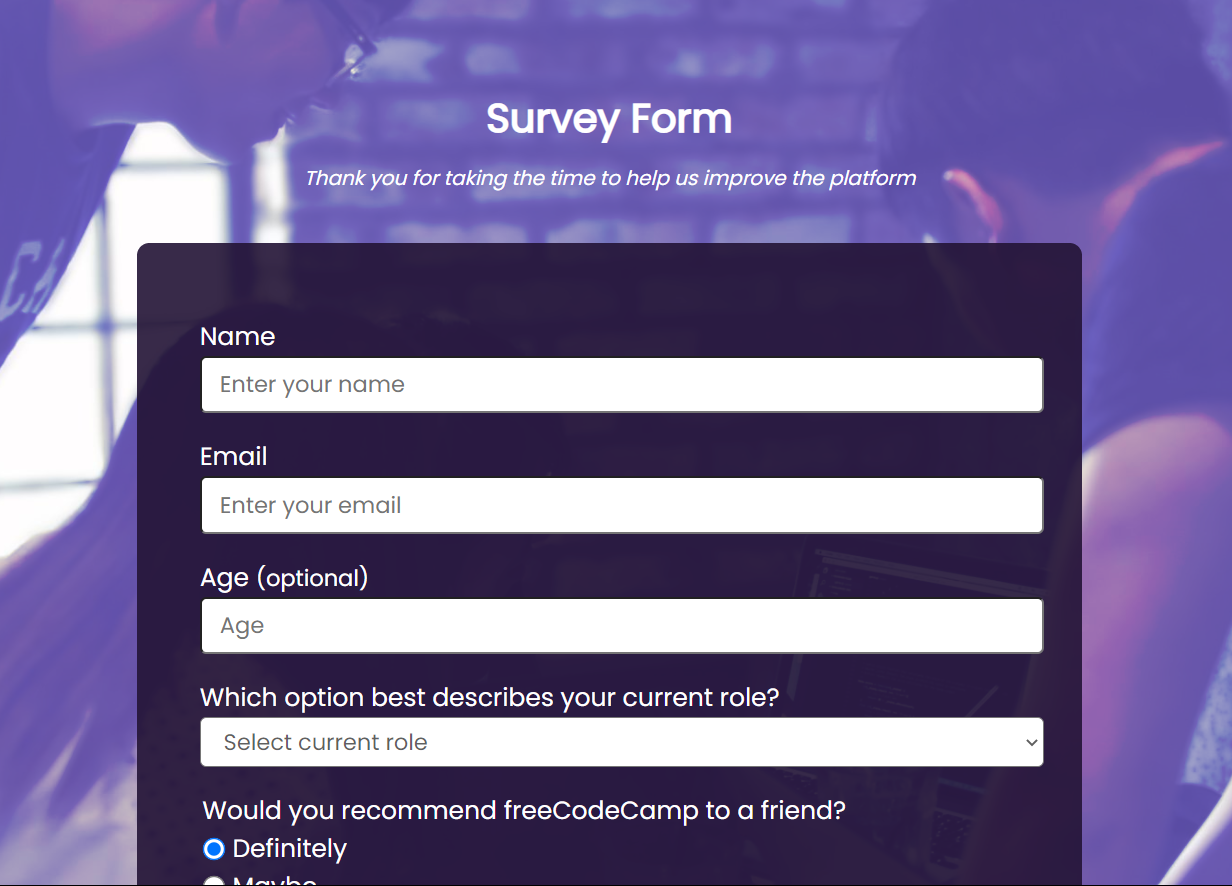 Survey Form
Thank you for taking the time to help us improve the platform
Name
Enter your name
Email
Enter your email
Age (optional)
Age
Which option best describes your current role?
Select current role
Would you recommend freeCodeCamp to a friend?
Definitely
Maybe